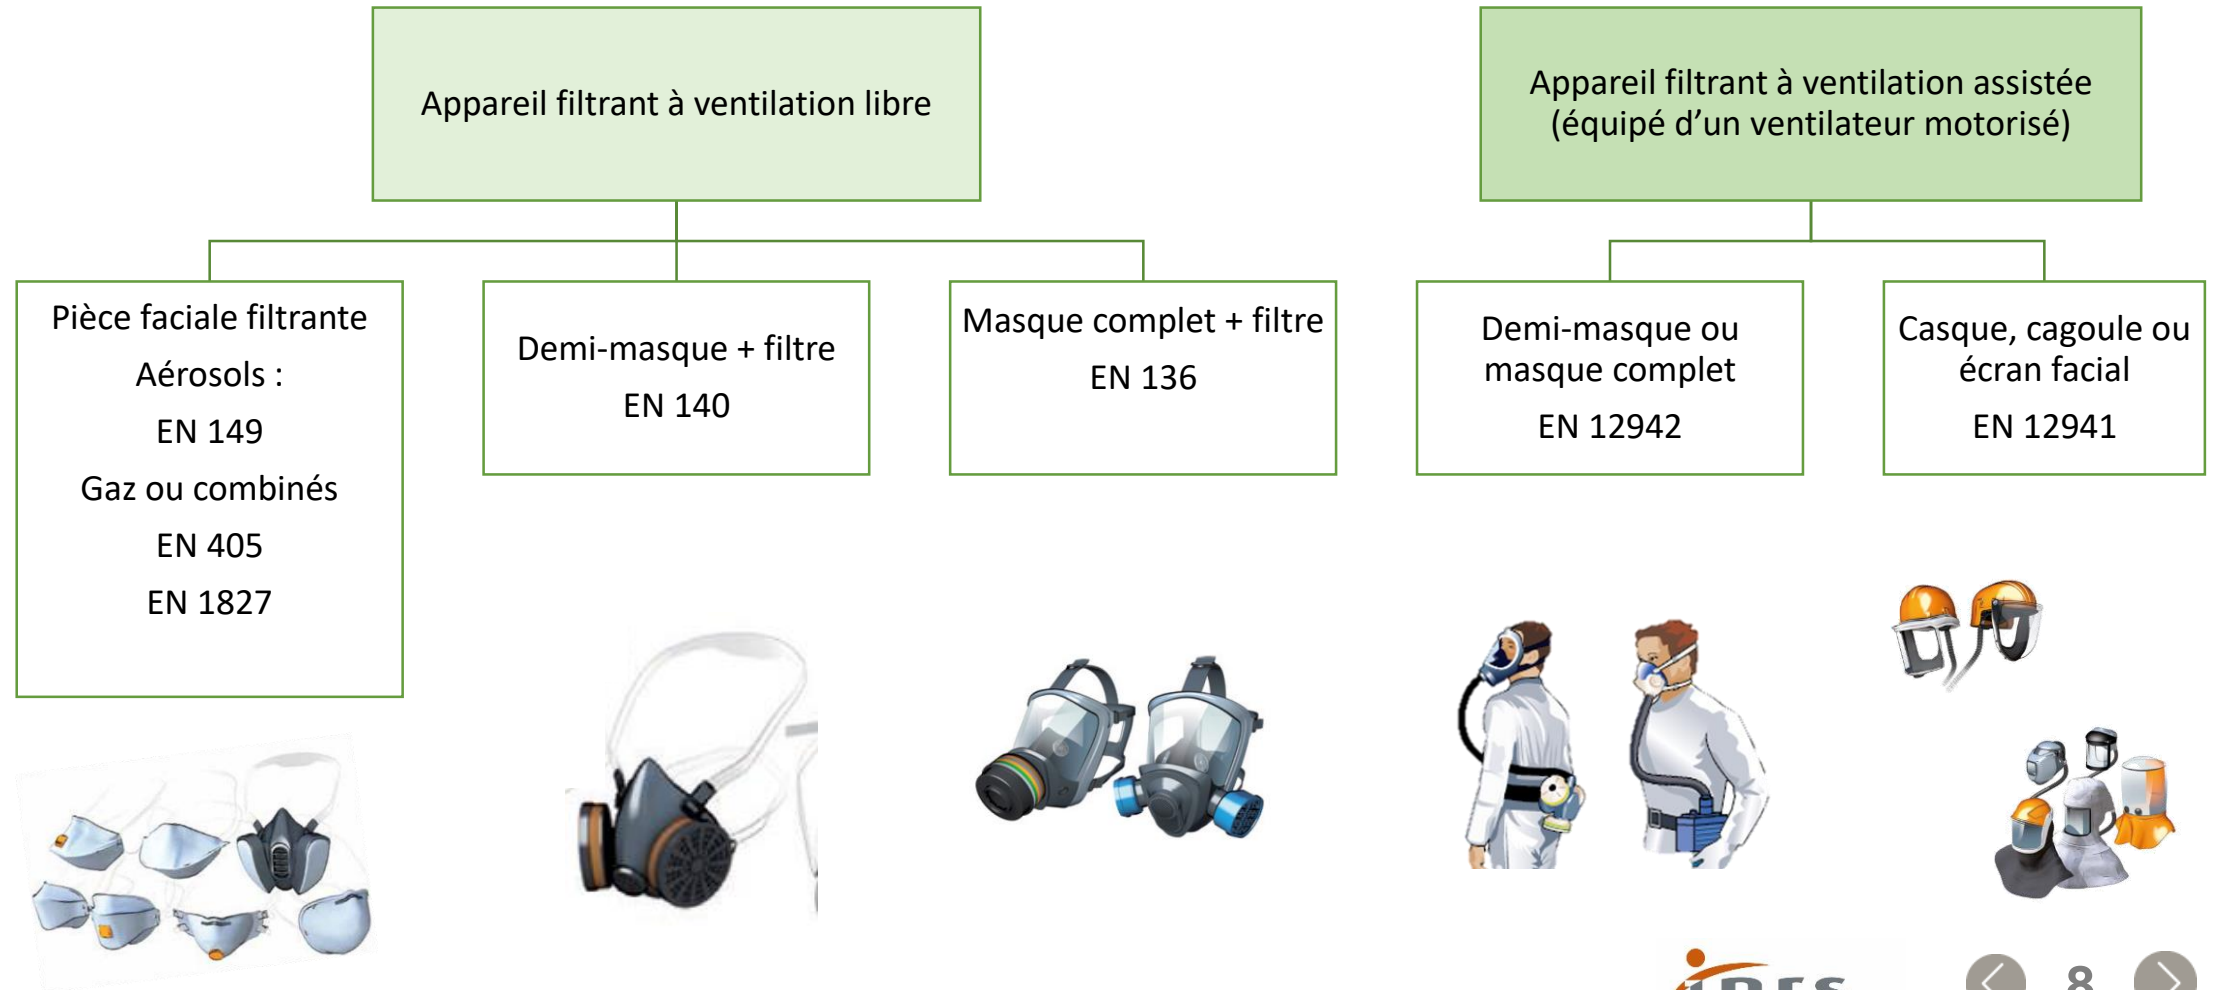 Appareil filtrant à ventilation libre
Appareil filtrant à ventilation assistée
(équipé d’un ventilateur motorisé)
Pièce faciale filtrante
Aérosols :
EN 149
Gaz ou combinés
EN 405
EN 1827
Demi-masque + filtre
EN 140
Masque complet + filtre
EN 136
Demi-masque ou
masque complet
EN 12942
Casque, cagoule ou
écran facial
EN 12941
inrs
8